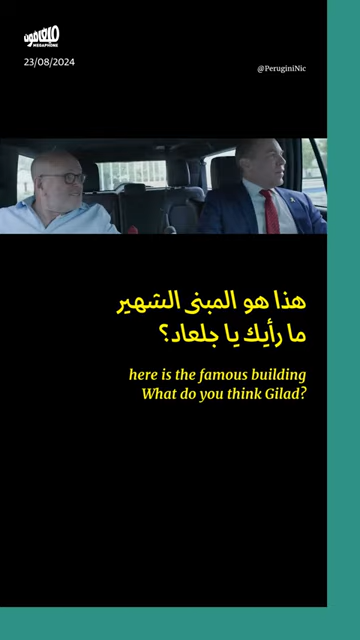 ميغافون
MEGAPHONE
23/08/2024
@PeruginiNic
هذا هو المبنى الشهير
ما رأيك يا جلعاد؟
here is the famous building
What do you think Gilad?